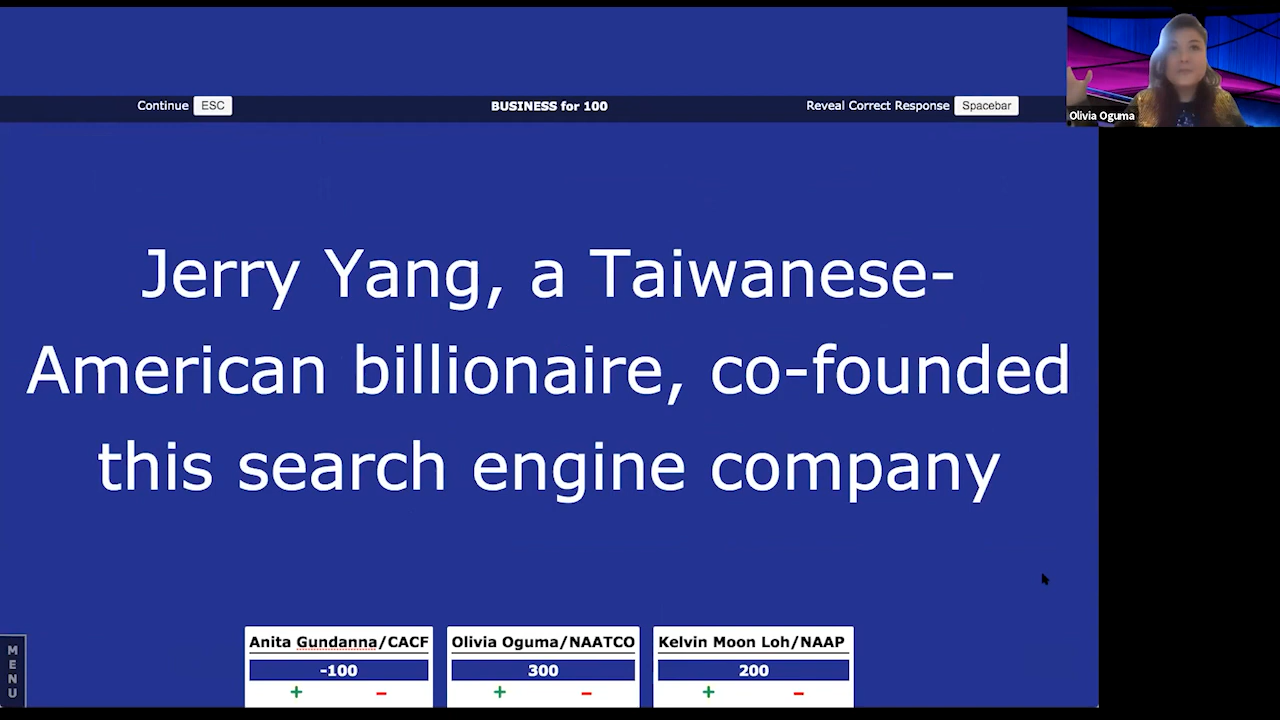 Continue ESC BUSINESS for 100 Reveal Correct Response Spacebar
Olivia Oguma
Jerry Yang, a Taiwanese-
American billionaire, co-founded
this search engine company
MENU
Anita Gundanna/CACF Olivia Oguma/NAATCO Kelvin Moon Loh/NAAP
-100 300 200
+ − + − + −